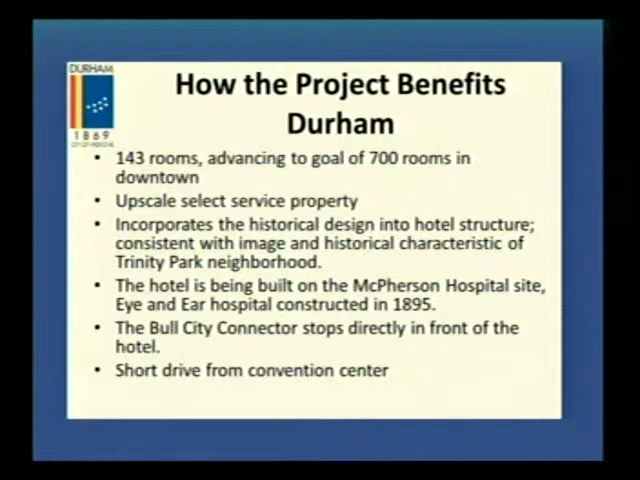 DURHAM
1869
CITY OF MEDICINE
How the Project Benefits
Durham
• 143 rooms, advancing to goal of 700 rooms in
downtown
• Upscale select service property
• Incorporates the historical design into hotel structure;
consistent with image and historical characteristic of
Trinity Park neighborhood.
• The hotel is being built on the McPherson Hospital site,
Eye and Ear hospital constructed in 1895.
• The Bull City Connector stops directly in front of the
hotel.
• Short drive from convention center